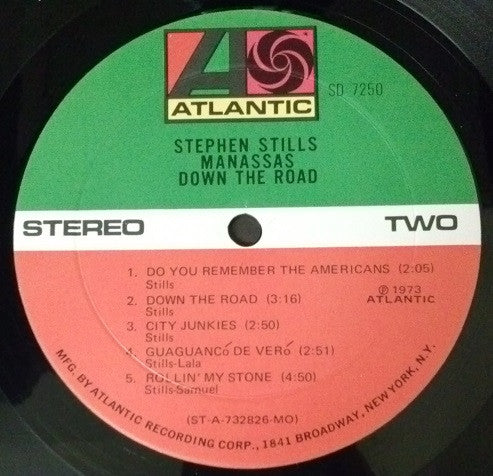 ATLANTIC
SD 7250
STEPHEN STILLS
MANASSAS
DOWN THE ROAD
STEREO
TWO
1. DO YOU REMEMBER THE AMERICANS (2:05)
Stills
2. DOWN THE ROAD (3:16)
Stills
3. CITY JUNKIES (2:50)
Stills
4. GUAGUANCó DE VERó (2:51)
Stills-Lala
5. ROLLIN' MY STONE (4:50)
Stills-Samuel
℗ 1973
ATLANTIC
(ST-A-732826-MO)
MFG. BY ATLANTIC RECORDING CORP., 1841 BROADWAY, NEW YORK, N.Y.